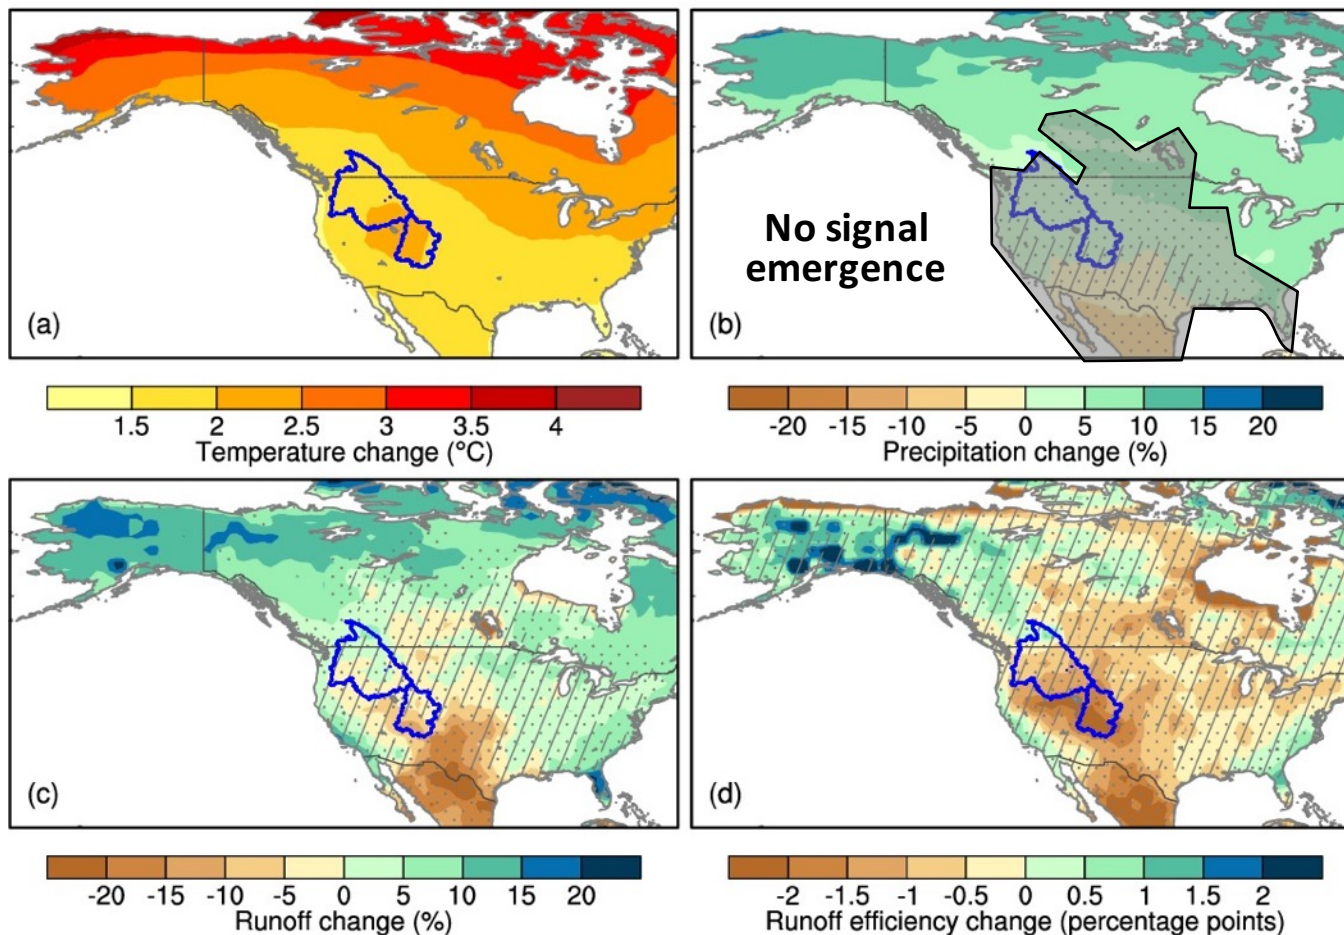 (a)
No signal
emergence
(b)
1.5 2 2.5 3 3.5 4
Temperature change (°C)
-20 -15 -10 -5 0 5 10 15 20
Precipitation change (%)
(c)
(d)
-20 -15 -10 -5 0 5 10 15 20
Runoff change (%)
-2 -1.5 -1 -0.5 0 0.5 1 1.5 2
Runoff efficiency change (percentage points)